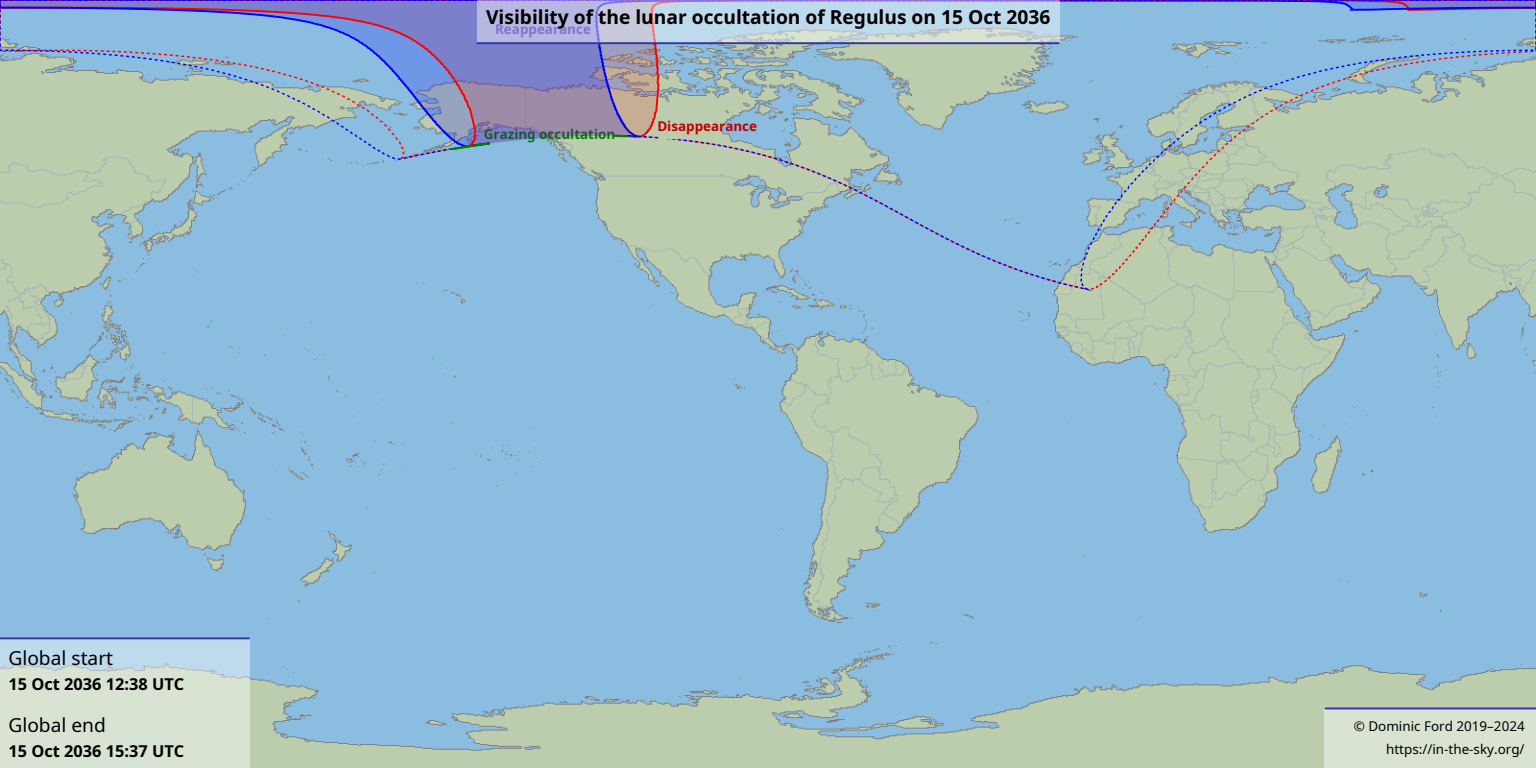 Visibility of the lunar occultation of Regulus on 15 Oct 2036
Reappearance
Disappearance
Grazing occultation
Global start
15 Oct 2036 12:38 UTC
Global end
15 Oct 2036 15:37 UTC
© Dominic Ford 2019–2024
https://in-the-sky.org/